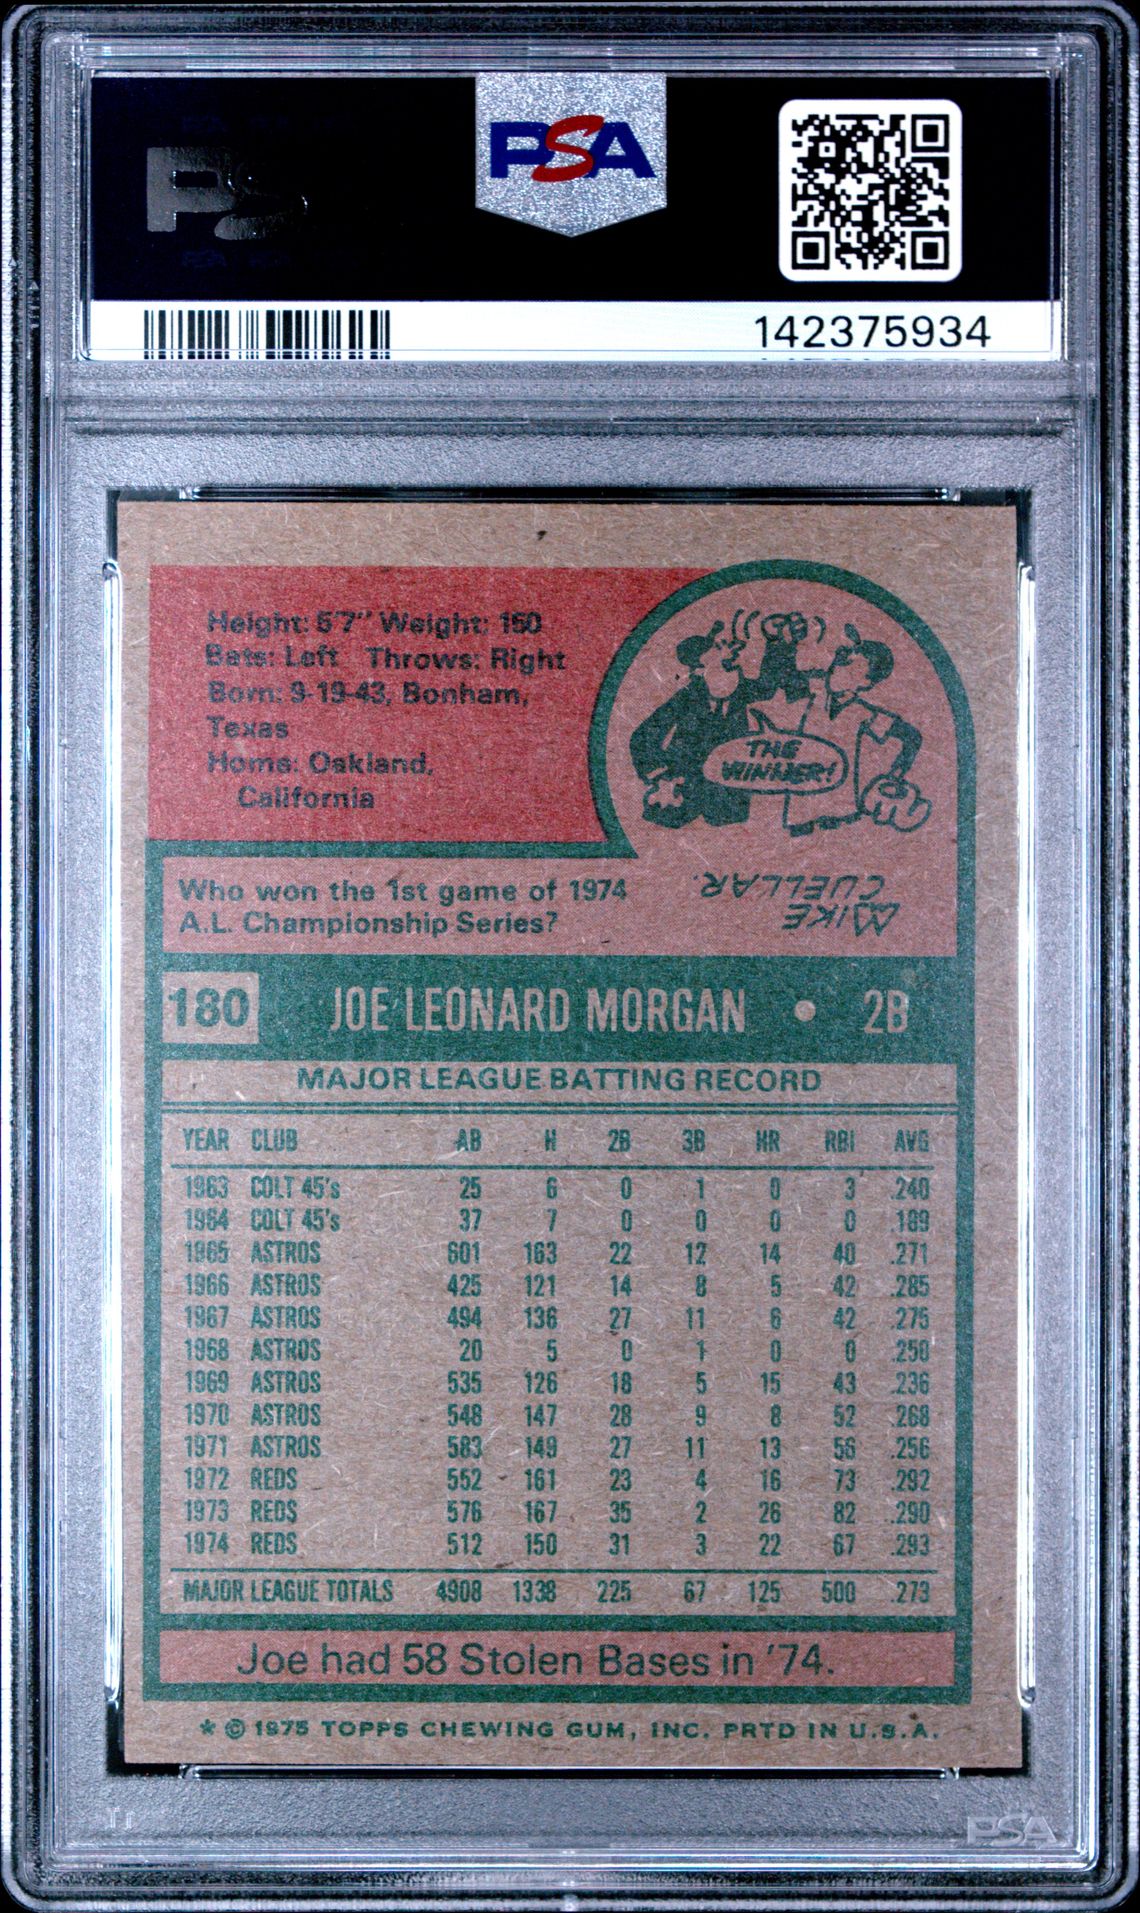 PSA
PS
142375934
Height: 5'7" Weight: 150
Bats: Left Throws: Right
Born: 9-19-43, Bonham,
Texas
Home: Oakland,
California
THE
WINNER!
Who won the 1st game of 1974
A.L. Championship Series?
MIKE
CUELLAR.
180 JOE LEONARD MORGAN • 2B
MAJOR LEAGUE BATTING RECORD
YEAR CLUB AB H 2B 3B HR RBI AVG
1963 COLT 45's 25 6 0 1 0 3 .240
1964 COLT 45's 37 7 0 0 0 0 .189
1965 ASTROS 601 163 22 12 14 40 .271
1966 ASTROS 425 121 14 8 5 42 .285
1967 ASTROS 494 136 27 11 6 42 .275
1968 ASTROS 20 5 0 1 0 0 .250
1969 ASTROS 535 126 18 5 15 43 .236
1970 ASTROS 548 147 28 9 8 52 .268
1971 ASTROS 583 149 27 11 13 56 .256
1972 REDS 552 161 23 4 16 73 .292
1973 REDS 576 167 35 2 26 82 .290
1974 REDS 512 150 31 3 22 67 .293
MAJOR LEAGUE TOTALS 4908 1338 225 67 125 500 .273
Joe had 58 Stolen Bases in '74.
* © 1975 TOPPS CHEWING GUM, INC. PRTD IN U.S.A.
PSA